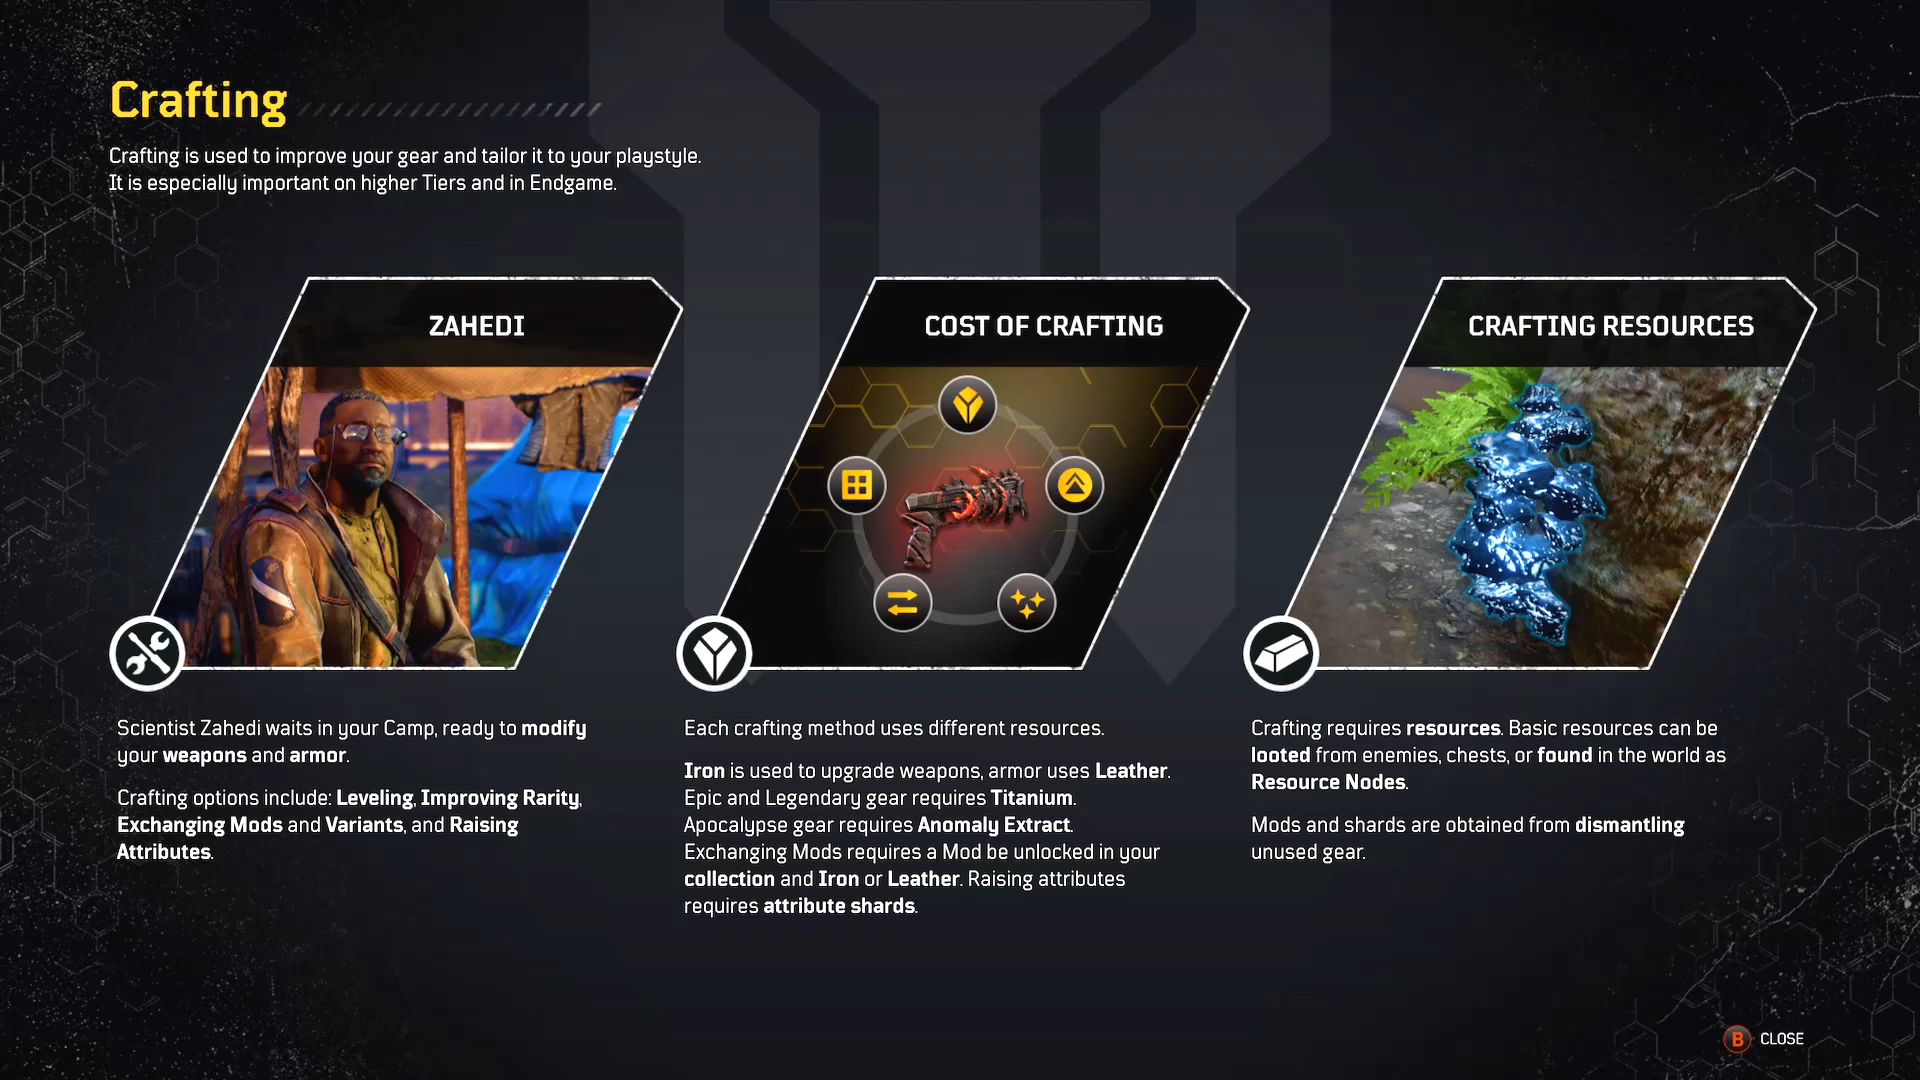 Crafting
Crafting is used to improve your gear and tailor it to your playstyle.
It is especially important on higher Tiers and in Endgame.
ZAHEDI
Scientist Zahedi waits in your Camp, ready to modify
your weapons and armor.
Crafting options include: Leveling, Improving Rarity,
Exchanging Mods and Variants, and Raising
Attributes.
COST OF CRAFTING
Each crafting method uses different resources.
Iron is used to upgrade weapons, armor uses Leather.
Epic and Legendary gear requires Titanium.
Apocalypse gear requires Anomaly Extract.
Exchanging Mods requires a Mod be unlocked in your
collection and Iron or Leather. Raising attributes
requires attribute shards.
CRAFTING RESOURCES
Crafting requires resources. Basic resources can be
looted from enemies, chests, or found in the world as
Resource Nodes.
Mods and shards are obtained from dismantling
unused gear.
B CLOSE